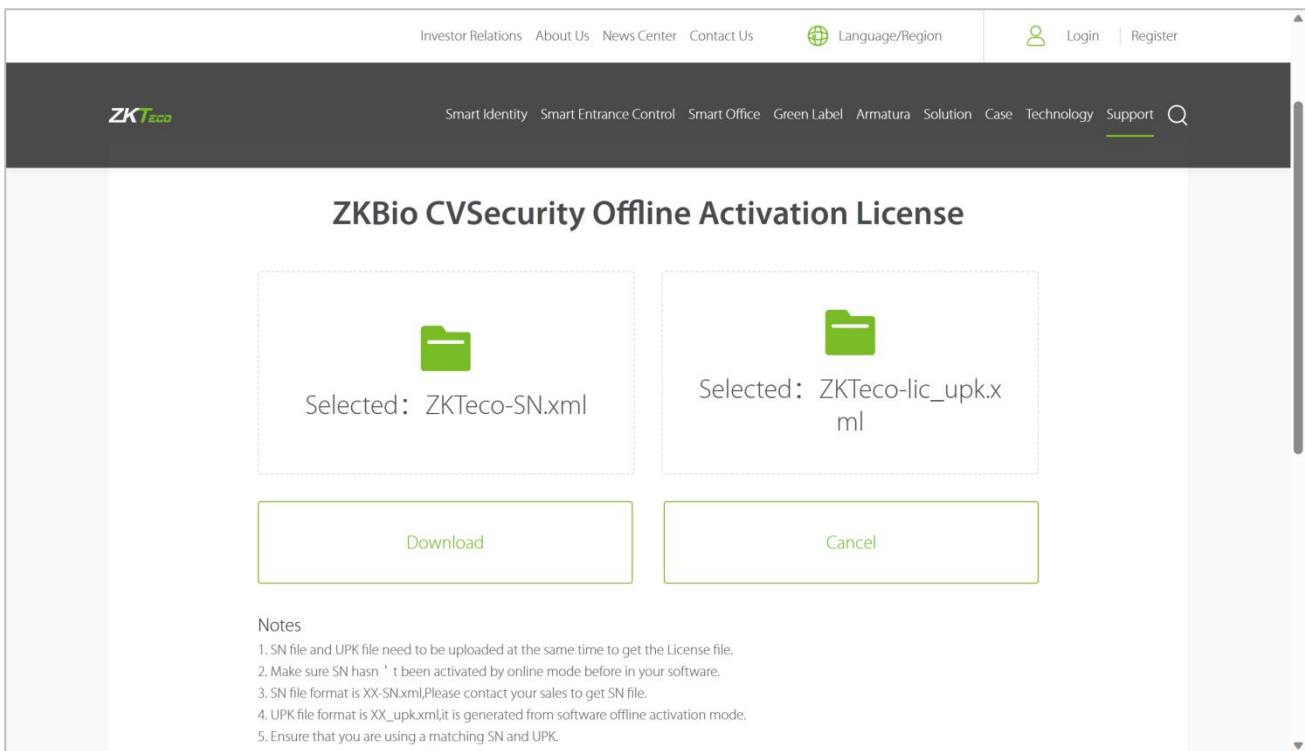 Investor Relations About Us News Center Contact Us Language/Region Login Register
ZKTECO Smart Identity Smart Entrance Control Smart Office Green Label Armatura Solution Case Technology Support
ZKBio CVSecurity Offline Activation License
Selected： ZKTeco-SN.xml
Selected： ZKTeco-lic_upk.x
ml
Download Cancel
Notes
1. SN file and UPK file need to be uploaded at the same time to get the License file.
2. Make sure SN hasn ' t been activated by online mode before in your software.
3. SN file format is XX-SN.xml,Please contact your sales to get SN file.
4. UPK file format is XX_upk.xml,it is generated from software offline activation mode.
5. Ensure that you are using a matching SN and UPK.